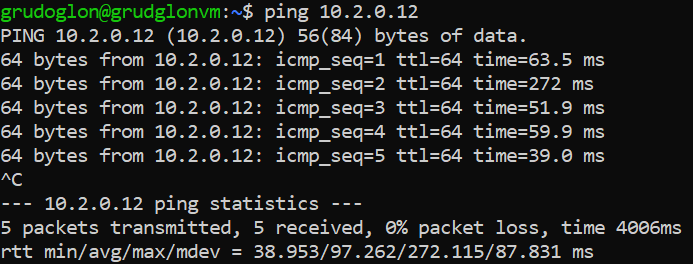 grudoglon@grudglonvm:~$ ping 10.2.0.12
PING 10.2.0.12 (10.2.0.12) 56(84) bytes of data.
64 bytes from 10.2.0.12: icmp_seq=1 ttl=64 time=63.5 ms
64 bytes from 10.2.0.12: icmp_seq=2 ttl=64 time=272 ms
64 bytes from 10.2.0.12: icmp_seq=3 ttl=64 time=51.9 ms
64 bytes from 10.2.0.12: icmp_seq=4 ttl=64 time=59.9 ms
64 bytes from 10.2.0.12: icmp_seq=5 ttl=64 time=39.0 ms
^C
--- 10.2.0.12 ping statistics ---
5 packets transmitted, 5 received, 0% packet loss, time 4006ms
rtt min/avg/max/mdev = 38.953/97.262/272.115/87.831 ms